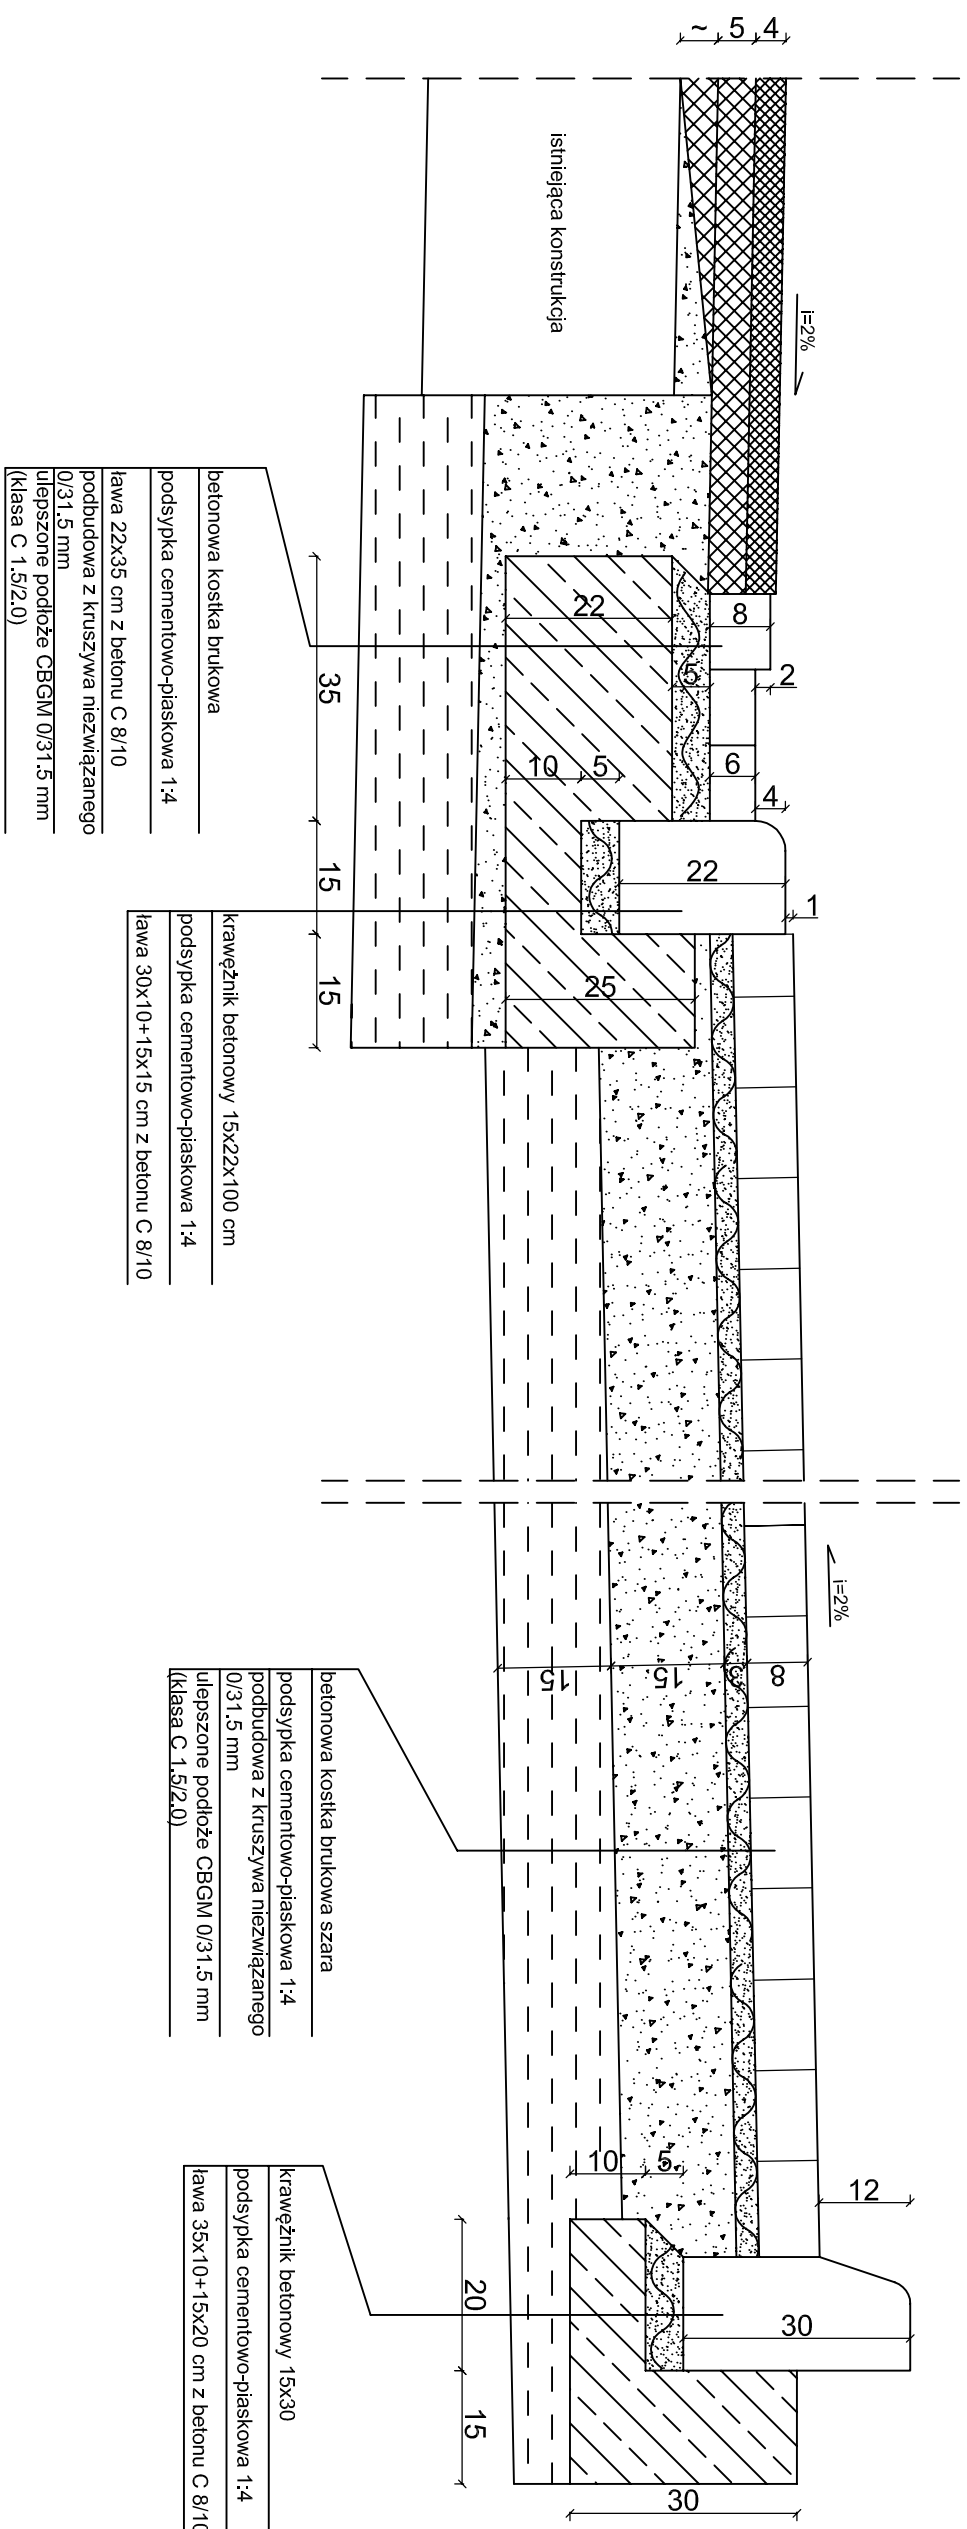 ~ 5 4
istniejąca konstrukcja
i=2%
22
8
5
2
35
10 5
6
4
22
15
1
25
15
betonowa kostka brukowa
podsypka cementowo-piaskowa 1:4
ława 22x35 cm z betonu C 8/10
podbudowa z kruszywa niezwiązanego
0/31.5 mm
ulepszone podłoże CBGM 0/31.5 mm
(klasa C 1.5/2.0)
krawężnik betonowy 15x22x100 cm
podsypka cementowo-piaskowa 1:4
ława 30x10+15x15 cm z betonu C 8/10
i=2%
15 15 3 8
betonowa kostka brukowa szara
podsypka cementowo-piaskowa 1:4
podbudowa z kruszywa niezwiązanego
0/31.5 mm
ulepszone podłoże CBGM 0/31.5 mm
(klasa C 1.5/2.0)
10 5
12
20
30
15
30
krawężnik betonowy 15x30
podsypka cementowo-piaskowa 1:4
ława 35x10+15x20 cm z betonu C 8/10